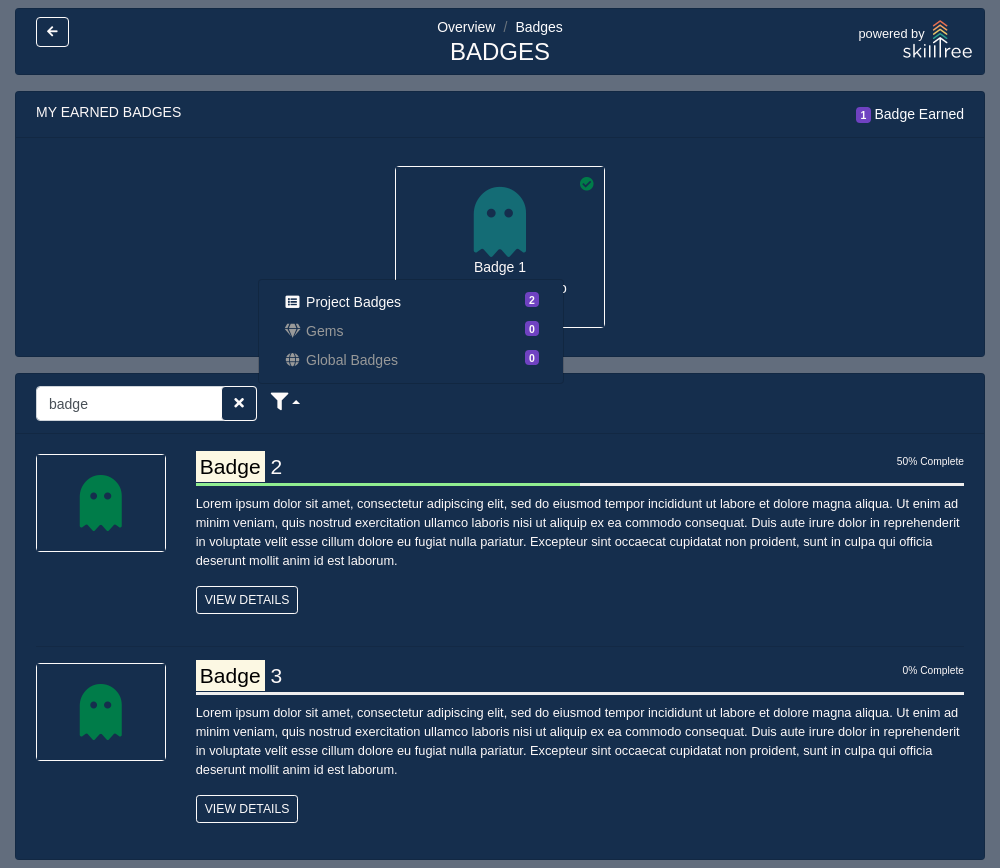 Overview / Badges
BADGES
powered by
skilltree
MY EARNED BADGES
1 Badge Earned
Badge 1
Project Badges 2
Gems 0
Global Badges 0
badge
Badge 2
50% Complete
Lorem ipsum dolor sit amet, consectetur adipiscing elit, sed do eiusmod tempor incididunt ut labore et dolore magna aliqua. Ut enim ad
minim veniam, quis nostrud exercitation ullamco laboris nisi ut aliquip ex ea commodo consequat. Duis aute irure dolor in reprehenderit
in voluptate velit esse cillum dolore eu fugiat nulla pariatur. Excepteur sint occaecat cupidatat non proident, sunt in culpa qui officia
deserunt mollit anim id est laborum.
VIEW DETAILS
Badge 3
0% Complete
Lorem ipsum dolor sit amet, consectetur adipiscing elit, sed do eiusmod tempor incididunt ut labore et dolore magna aliqua. Ut enim ad
minim veniam, quis nostrud exercitation ullamco laboris nisi ut aliquip ex ea commodo consequat. Duis aute irure dolor in reprehenderit
in voluptate velit esse cillum dolore eu fugiat nulla pariatur. Excepteur sint occaecat cupidatat non proident, sunt in culpa qui officia
deserunt mollit anim id est laborum.
VIEW DETAILS